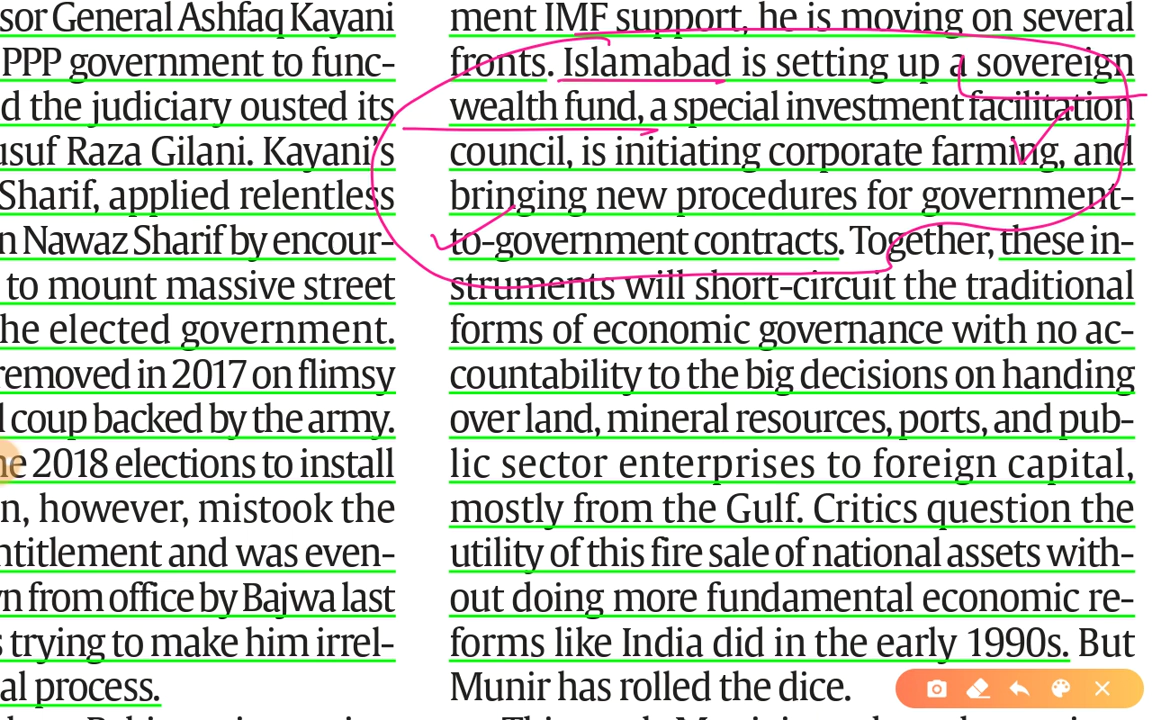 sor General Ashfaq Kayani
PPP government to func-
d the judiciary ousted its
usuf Raza Gilani. Kayani’s
Sharif, applied relentless
n Nawaz Sharif by encour-
to mount massive street
he elected government.
removed in 2017 on flimsy
l coup backed by the army.
ne 2018 elections to install
n, however, mistook the
ntitlement and was even-
n from office by Bajwa last
s trying to make him irrel-
al process.
ment IMF support, he is moving on several
fronts. Islamabad is setting up a sovereign
wealth fund, a special investment facilitation
council, is initiating corporate farming, and
bringing new procedures for government-
to-government contracts. Together, these in-
struments will short-circuit the traditional
forms of economic governance with no ac-
countability to the big decisions on handing
over land, mineral resources, ports, and pub-
lic sector enterprises to foreign capital,
mostly from the Gulf. Critics question the
utility of this fire sale of national assets with-
out doing more fundamental economic re-
forms like India did in the early 1990s. But
Munir has rolled the dice.